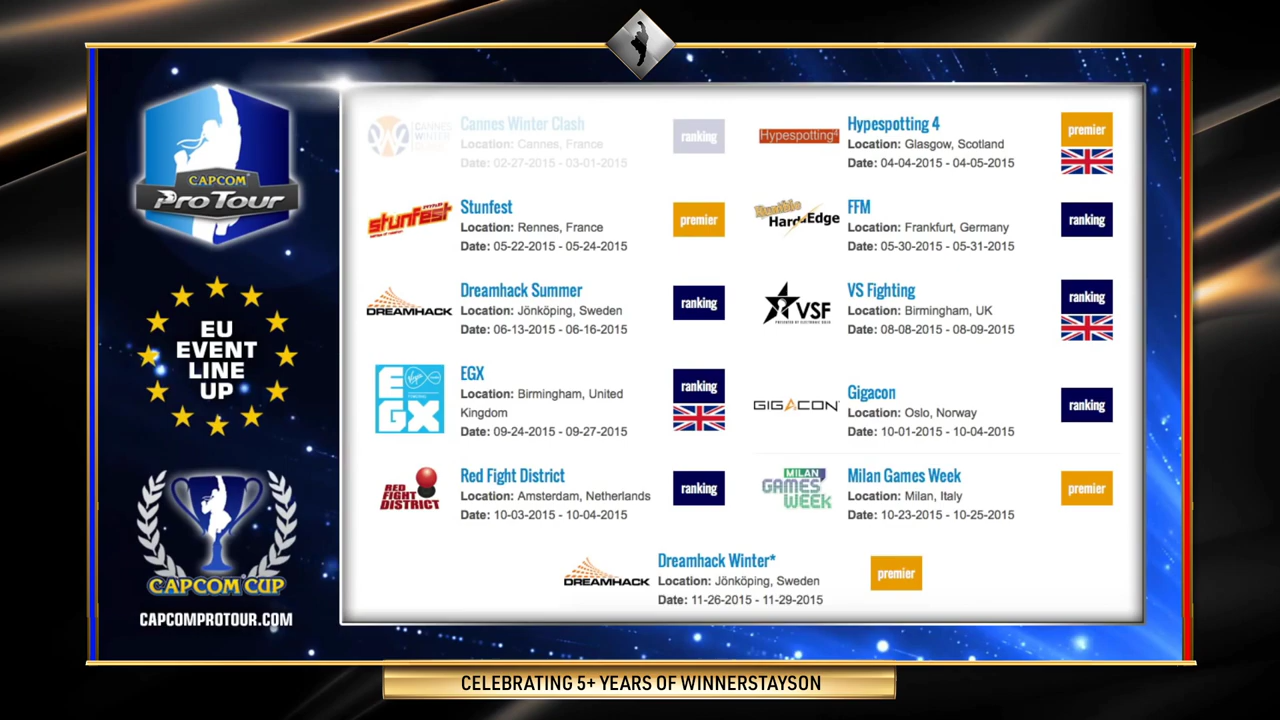 CAPCOM
Pro Tour
EU
EVENT
LINE
UP
CAPCOM CUP
CAPCOMPROTOUR.COM
CANNES
WINTER
Cannes Winter Clash
Location: Cannes, France
Date: 02-27-2015 - 03-01-2015
ranking
Hypespotting4
Hypespotting 4
Location: Glasgow, Scotland
Date: 04-04-2015 - 04-05-2015
premier
stunfest
Stunfest
Location: Rennes, France
Date: 05-22-2015 - 05-24-2015
premier
Rumble
HardEdge
FFM
Location: Frankfurt, Germany
Date: 05-30-2015 - 05-31-2015
ranking
DREAMHACK
Dreamhack Summer
Location: Jönköping, Sweden
Date: 06-13-2015 - 06-16-2015
ranking
VSF
VS Fighting
Location: Birmingham, UK
Date: 08-08-2015 - 08-09-2015
ranking
Virgin
EGX
EGX
Location: Birmingham, United
Kingdom
Date: 09-24-2015 - 09-27-2015
ranking
GIGACON
Gigacon
Location: Oslo, Norway
Date: 10-01-2015 - 10-04-2015
ranking
RED
FIGHT
DISTRICT
Red Fight District
Location: Amsterdam, Netherlands
Date: 10-03-2015 - 10-04-2015
ranking
MILAN
GAMES
WEEK
Milan Games Week
Location: Milan, Italy
Date: 10-23-2015 - 10-25-2015
premier
DREAMHACK
Dreamhack Winter*
Location: Jönköping, Sweden
Date: 11-26-2015 - 11-29-2015
premier
CELEBRATING 5+ YEARS OF WINNERSTAYSON